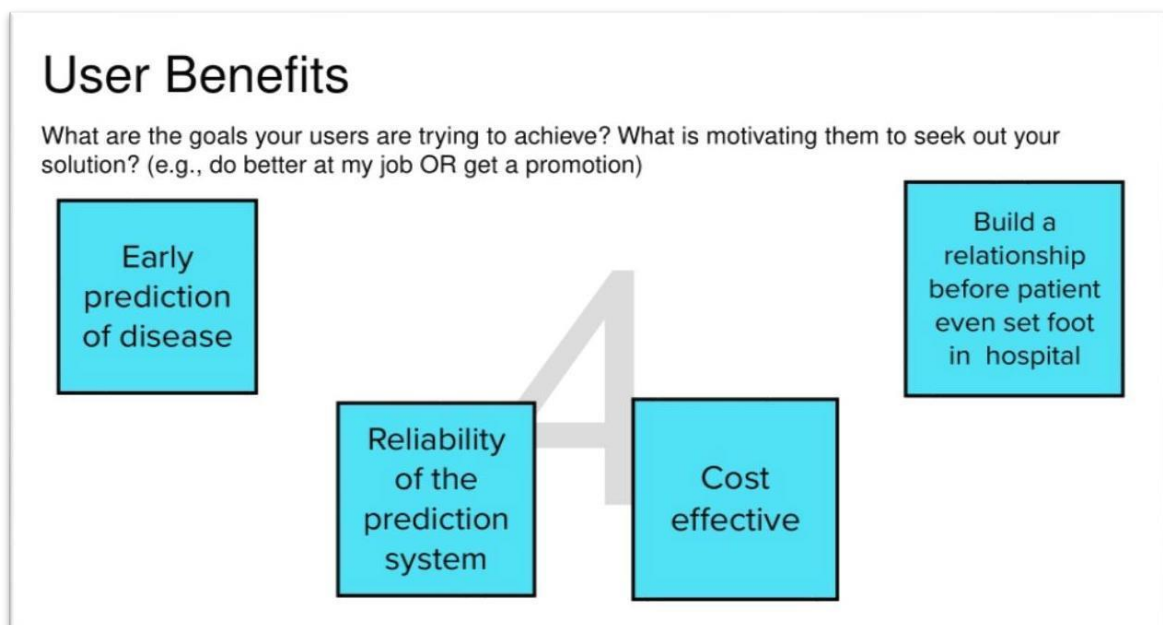 User Benefits
What are the goals your users are trying to achieve? What is motivating them to seek out your
solution? (e.g., do better at my job OR get a promotion)
Early
prediction
of disease
Build a
relationship
before patient
even set foot
in hospital
4
Reliability
of the
prediction
system
Cost
effective